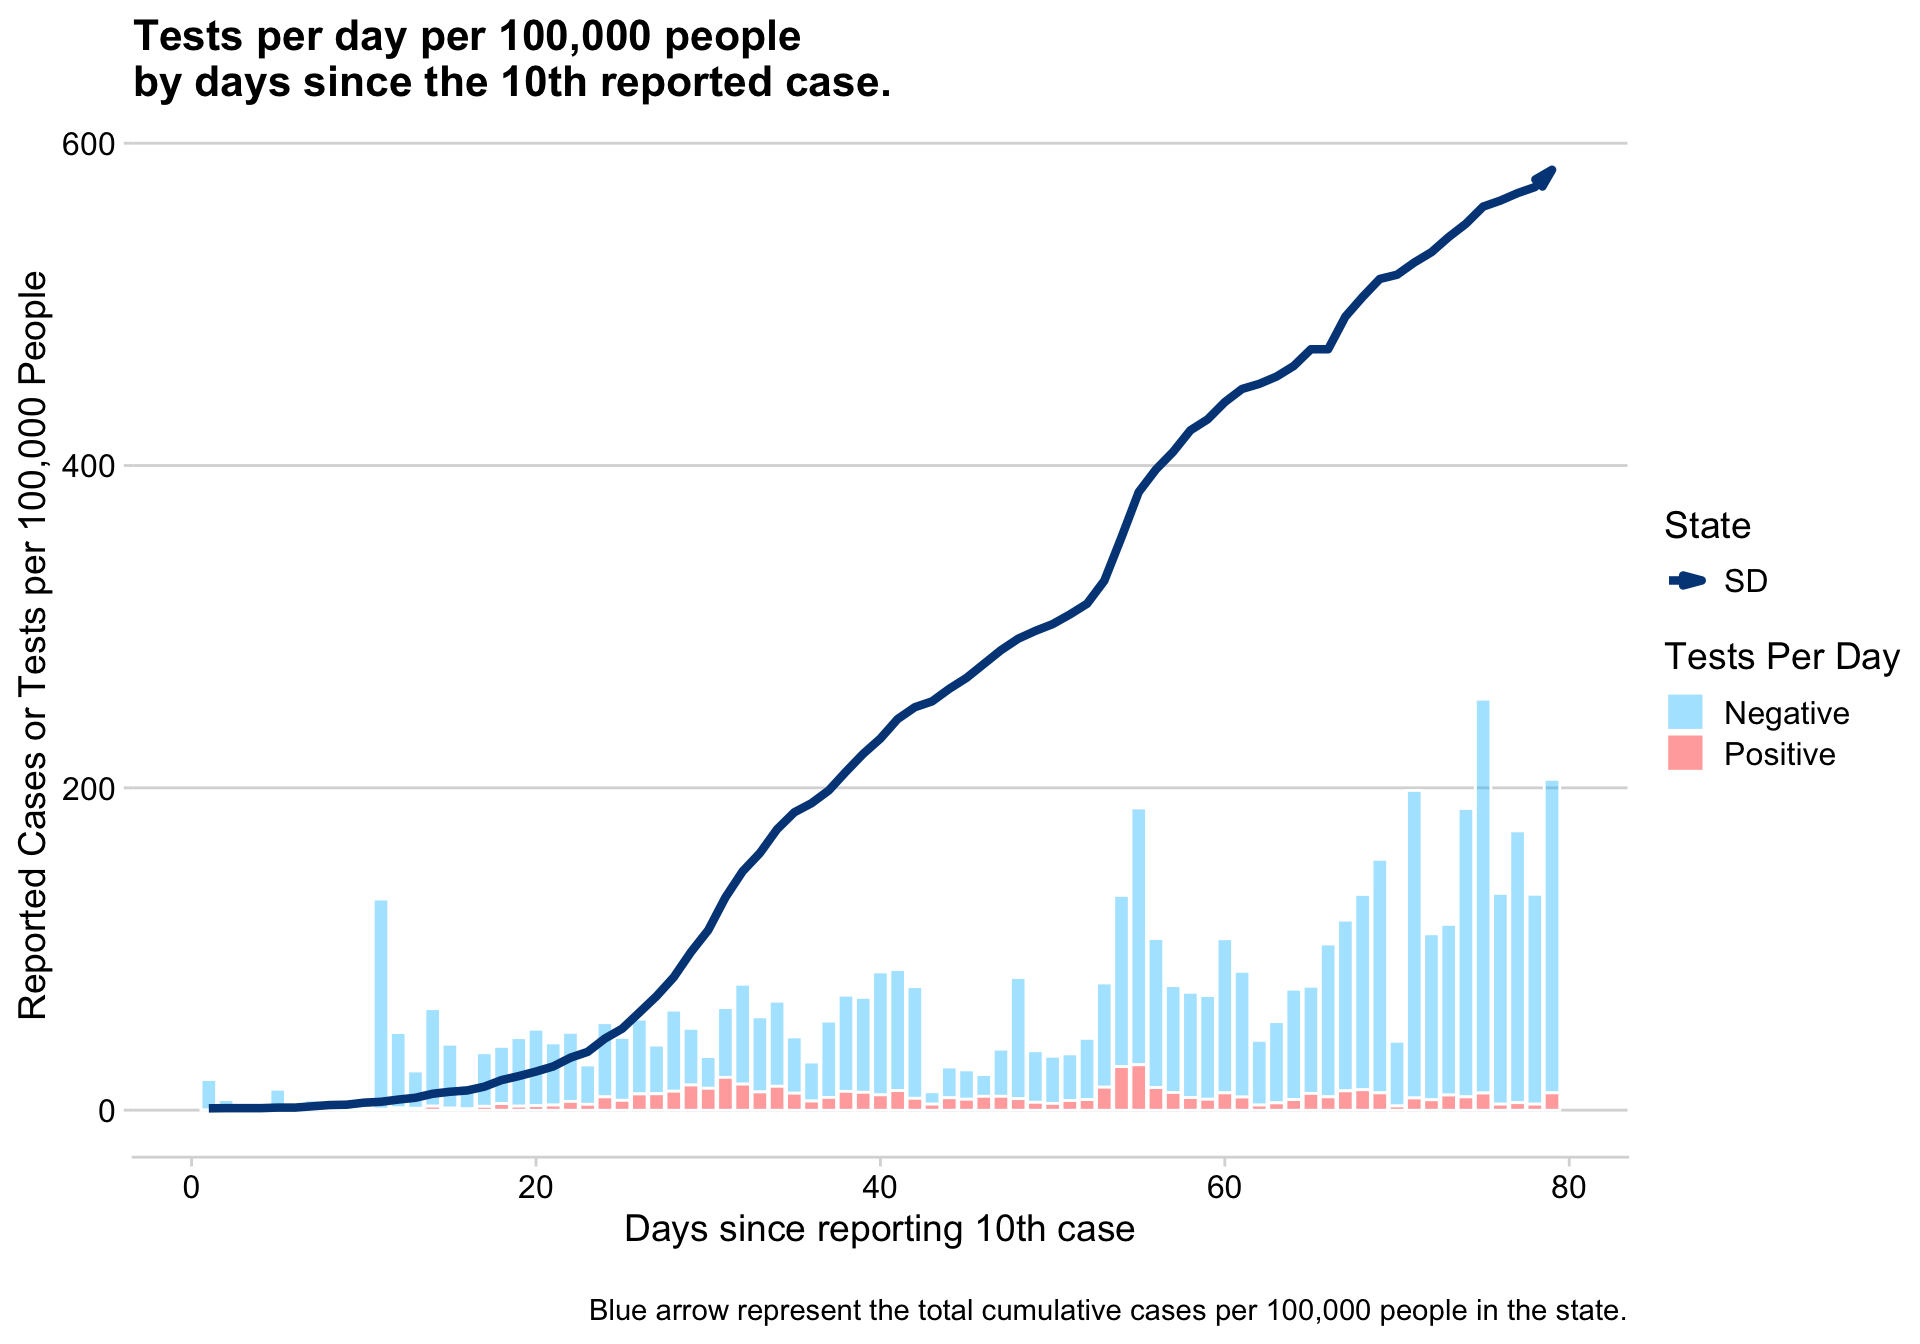 Tests per day per 100,000 people
by days since the 10th reported case.
Reported Cases or Tests per 100,000 People
600
400
200
0
0
20
40
60
80
Days since reporting 10th case
State
SD
Tests Per Day
Negative
Positive
Blue arrow represent the total cumulative cases per 100,000 people in the state.